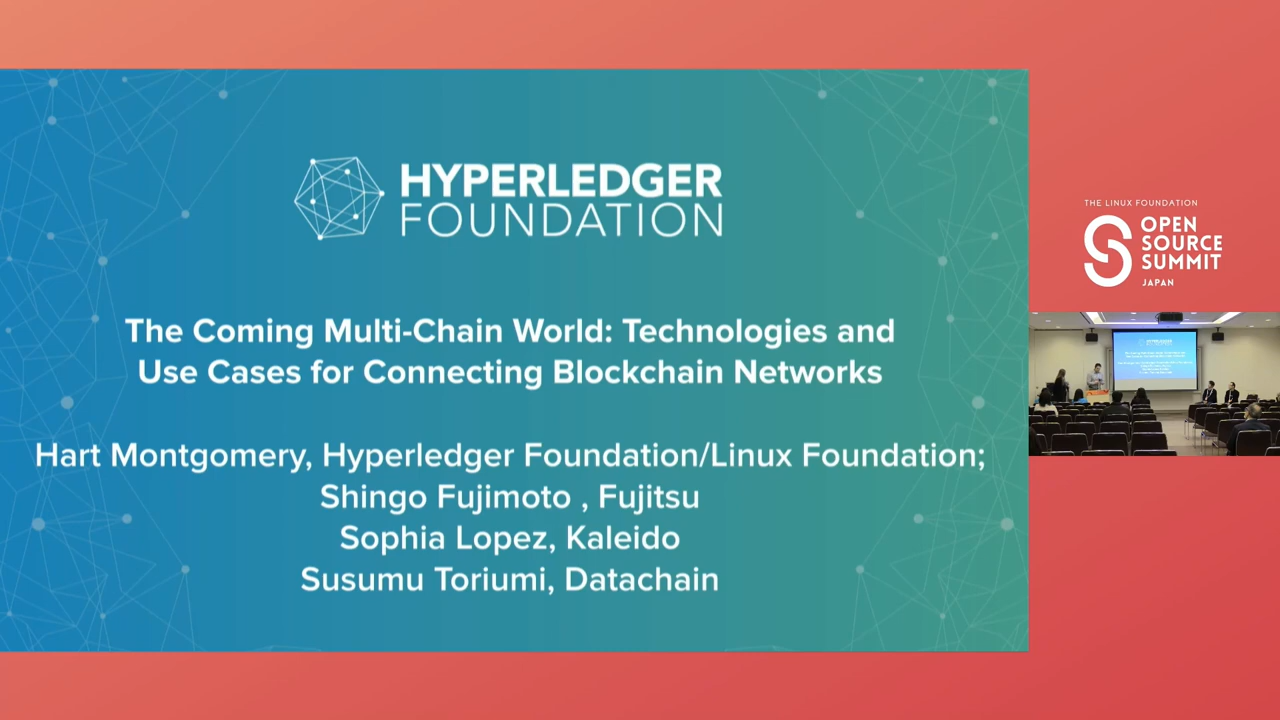 HYPERLEDGER
FOUNDATION
The Coming Multi-Chain World: Technologies and
Use Cases for Connecting Blockchain Networks
Hart Montgomery, Hyperledger Foundation/Linux Foundation;
Shingo Fujimoto , Fujitsu
Sophia Lopez, Kaleido
Susumu Toriumi, Datachain
THE LINUX FOUNDATION
OPEN
SOURCE
SUMMIT
JAPAN